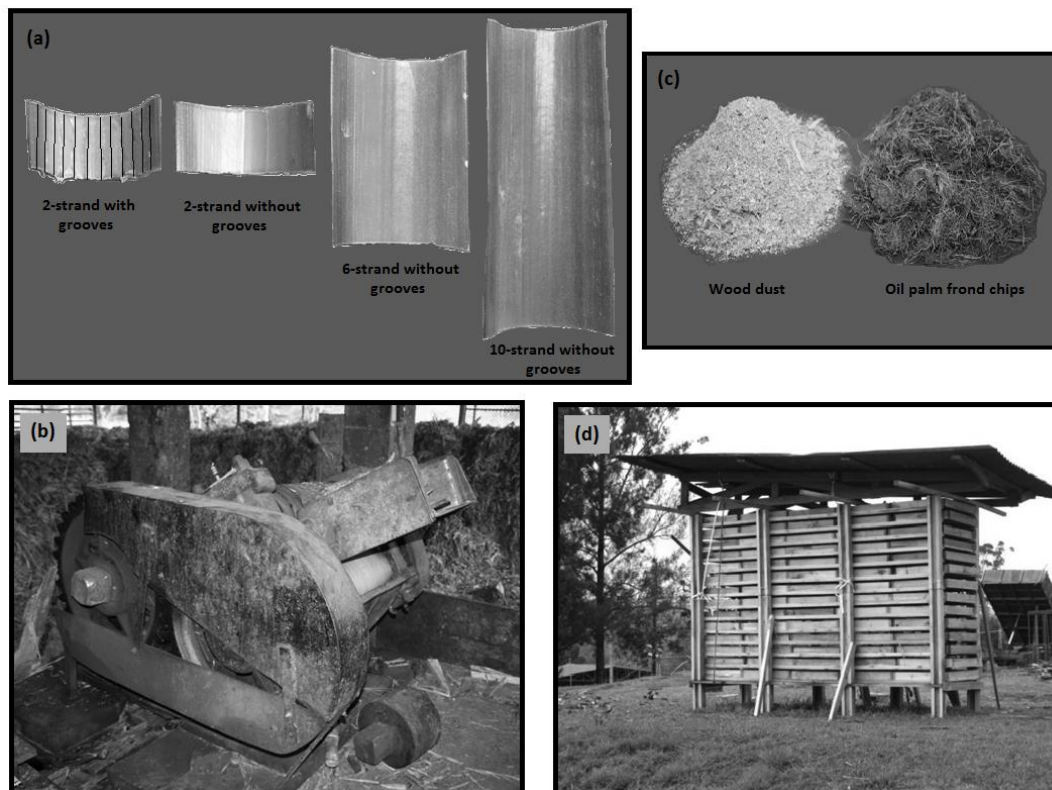 (a)
2-strand with
grooves
2-strand without
grooves
6-strand without
grooves
10-strand without
grooves
(c)
Wood dust
Oil palm frond chips
(b)
(d)